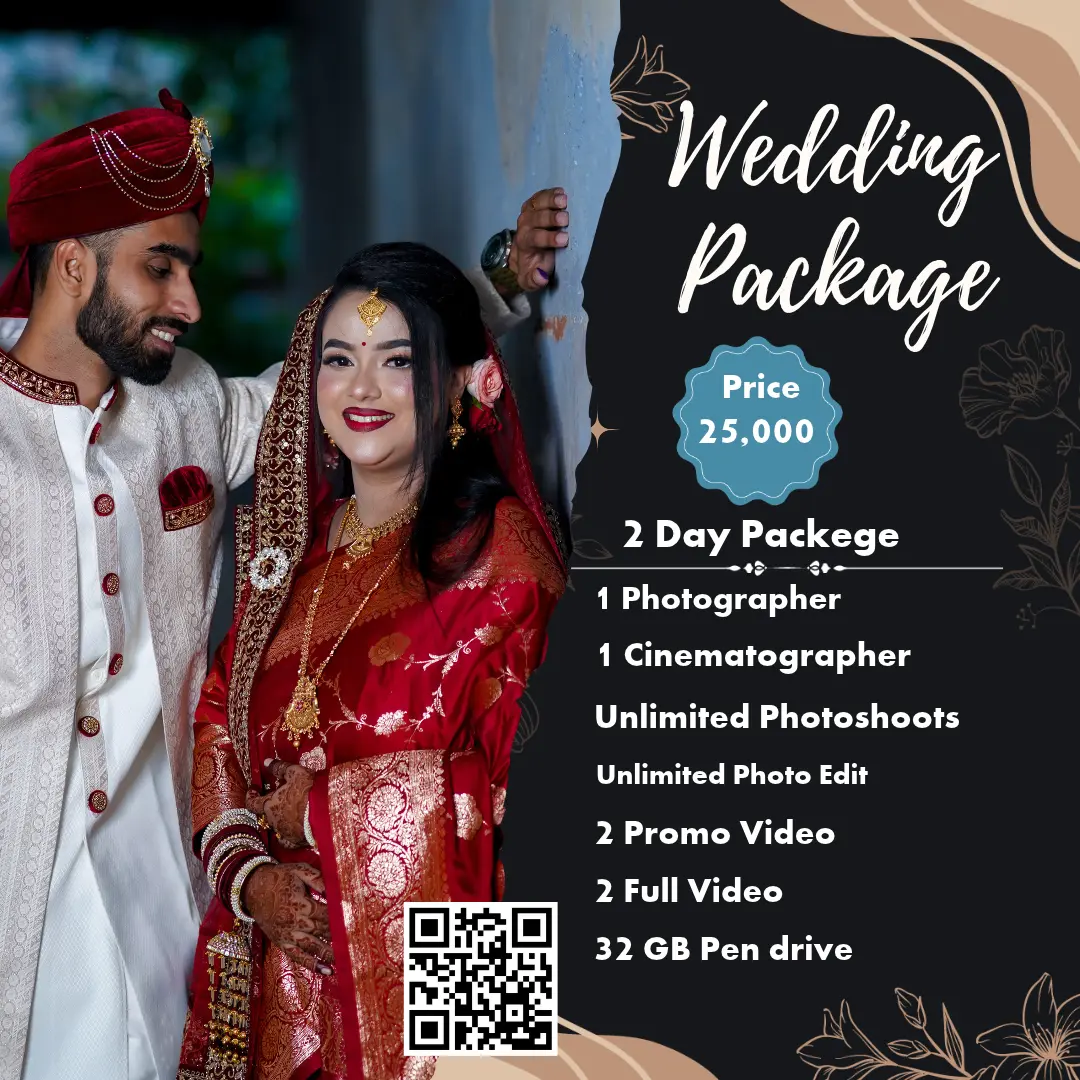 Wedding
Package
Price
25,000
2 Day Packege
1 Photographer
1 Cinematographer
Unlimited Photoshoots
Unlimited Photo Edit
2 Promo Video
2 Full Video
32 GB Pen drive